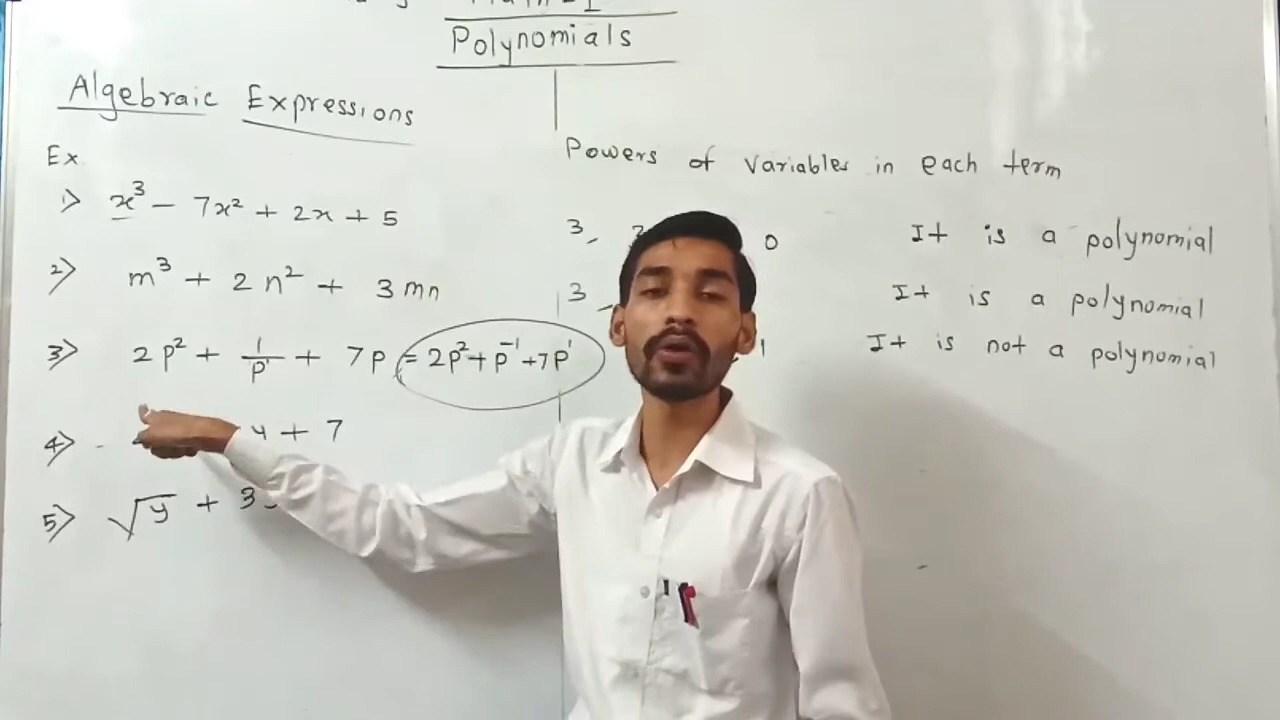 Polynomials
Algebraic Expressions
Powers of variables in each term
Ex
1> x³ - 7x² + 2x + 5 3, 0 It is a polynomial
2> m³ + 2n² + 3mn 3, It is a polynomial
3> 2p² + 1/p¹ + 7p = 2p² + p⁻¹ + 7p¹ , 1 It is not a polynomial
4> y + 7
5> √y + 3